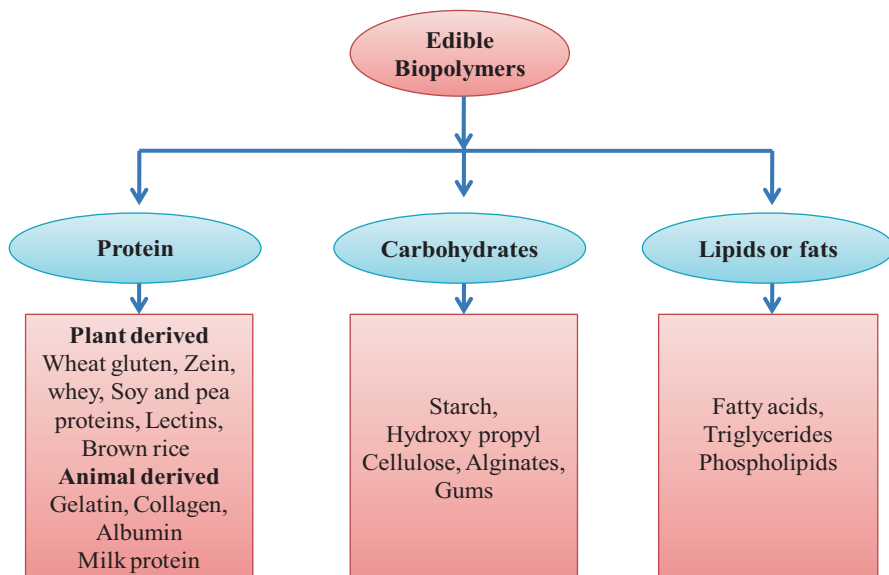 Edible
Biopolymers
Protein
Carbohydrates
Lipids or fats
Plant derived
Wheat gluten, Zein,
whey, Soy and pea
proteins, Lectins,
Brown rice
Animal derived
Gelatin, Collagen,
Albumin
Milk protein
Starch,
Hydroxy propyl
Cellulose, Alginates,
Gums
Fatty acids,
Triglycerides
Phospholipids